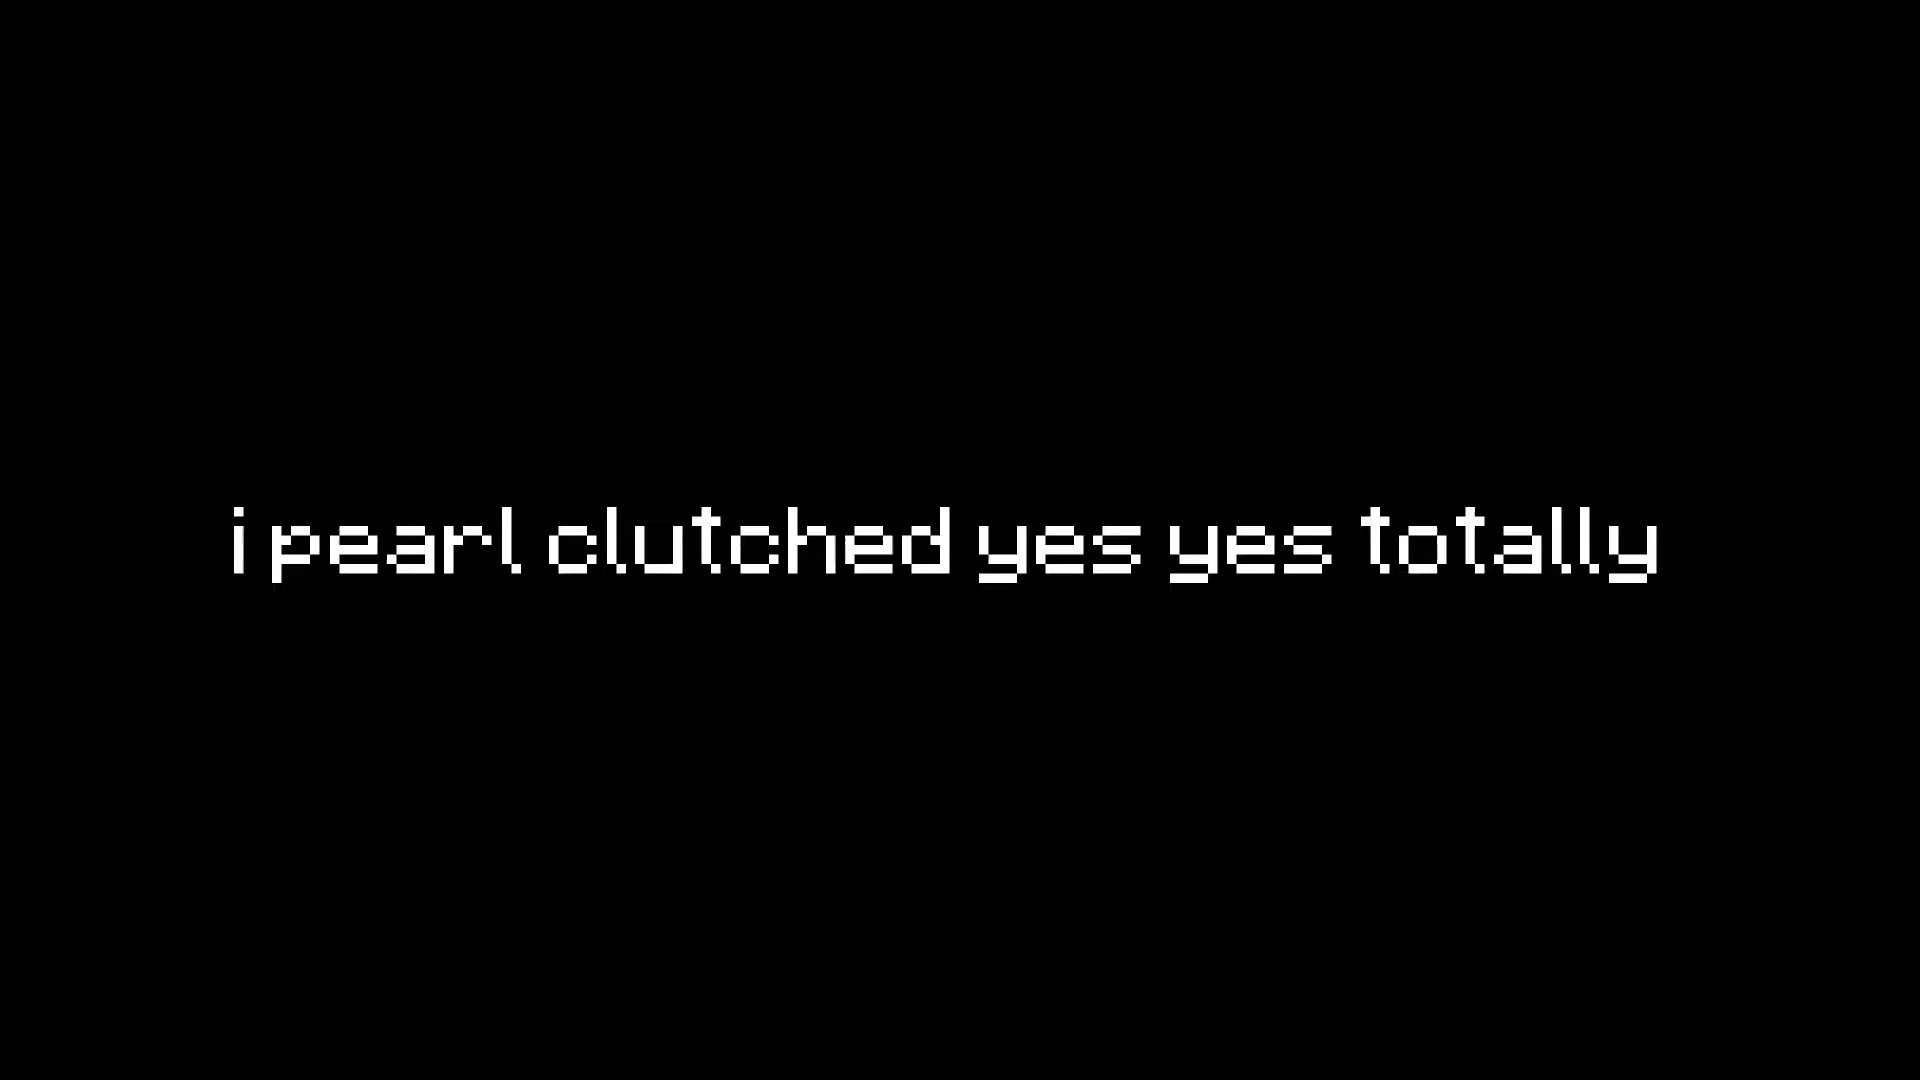 i pearl clutched yes yes totally